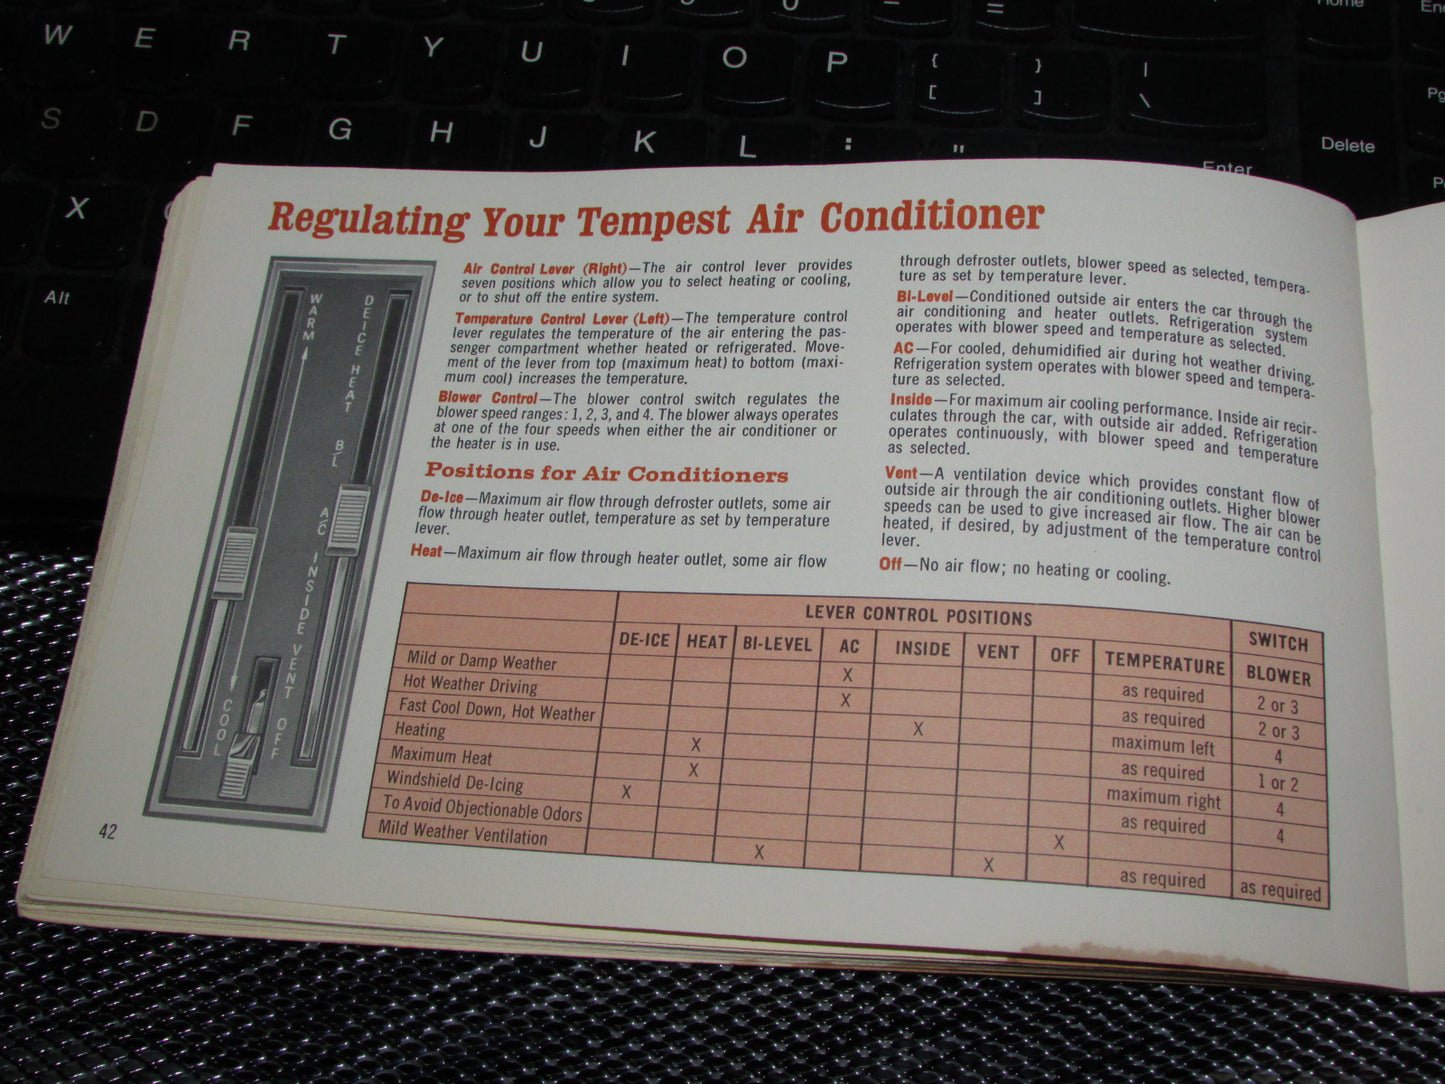 W E R T Y U I O P { [ } ] | \
Home
S D F G H J K L : "
Delete
Enter
X
Alt
Regulating Your Tempest Air Conditioner
WARM
COOL
DEICE HEAT B/L A/C INSIDE VENT OFF
Air Control Lever (Right)—The air control lever provides
seven positions which allow you to select heating or cooling,
or to shut off the entire system.
Temperature Control Lever (Left)—The temperature control
lever regulates the temperature of the air entering the pas-
senger compartment whether heated or refrigerated. Move-
ment of the lever from top (maximum heat) to bottom (maxi-
mum cool) increases the temperature.
Blower Control—The blower control switch regulates the
blower speed ranges: 1, 2, 3, and 4. The blower always operates
at one of the four speeds when either the air conditioner or
the heater is in use.
Positions for Air Conditioners
De-Ice—Maximum air flow through defroster outlets, some air
flow through heater outlet, temperature as set by temperature
lever.
Heat—Maximum air flow through heater outlet, some air flow
through defroster outlets, blower speed as selected, tempera-
ture as set by temperature lever.
Bi-Level—Conditioned outside air enters the car through the
air conditioning and heater outlets. Refrigeration system
operates with blower speed and temperature as selected.
AC—For cooled, dehumidified air during hot weather driving.
Refrigeration system operates with blower speed and tempera-
ture as selected.
Inside—For maximum air cooling performance. Inside air recir-
culates through the car, with outside air added. Refrigeration
operates continuously, with blower speed and temperature
as selected.
Vent—A ventilation device which provides constant flow of
outside air through the air conditioning outlets. Higher blower
speeds can be used to give increased air flow. The air can be
heated, if desired, by adjustment of the temperature control
lever.
Off—No air flow; no heating or cooling.
LEVER CONTROL POSITIONS SWITCH
DE-ICE HEAT BI-LEVEL AC INSIDE VENT OFF TEMPERATURE BLOWER
Mild or Damp Weather X as required 2 or 3
Hot Weather Driving X as required 2 or 3
Fast Cool Down, Hot Weather X maximum left 4
Heating X as required 1 or 2
Maximum Heat X maximum right 4
Windshield De-Icing X as required 4
To Avoid Objectionable Odors X
Mild Weather Ventilation X X as required as required
42